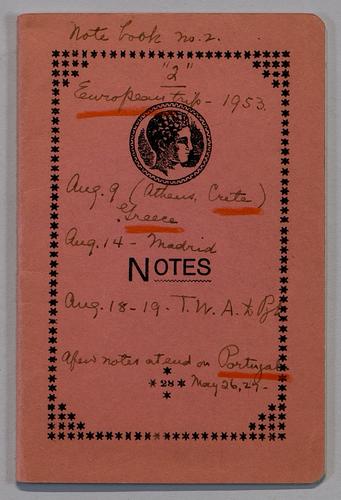 Note book no. 2.
"2"
European trip - 1953
Aug. 9 (Athens, Crete)
Greece
Aug. 14 - Madrid
NOTES
Aug. 18-19. T.W.A. to
A few notes at end on Portugal
28
May 26, 27-